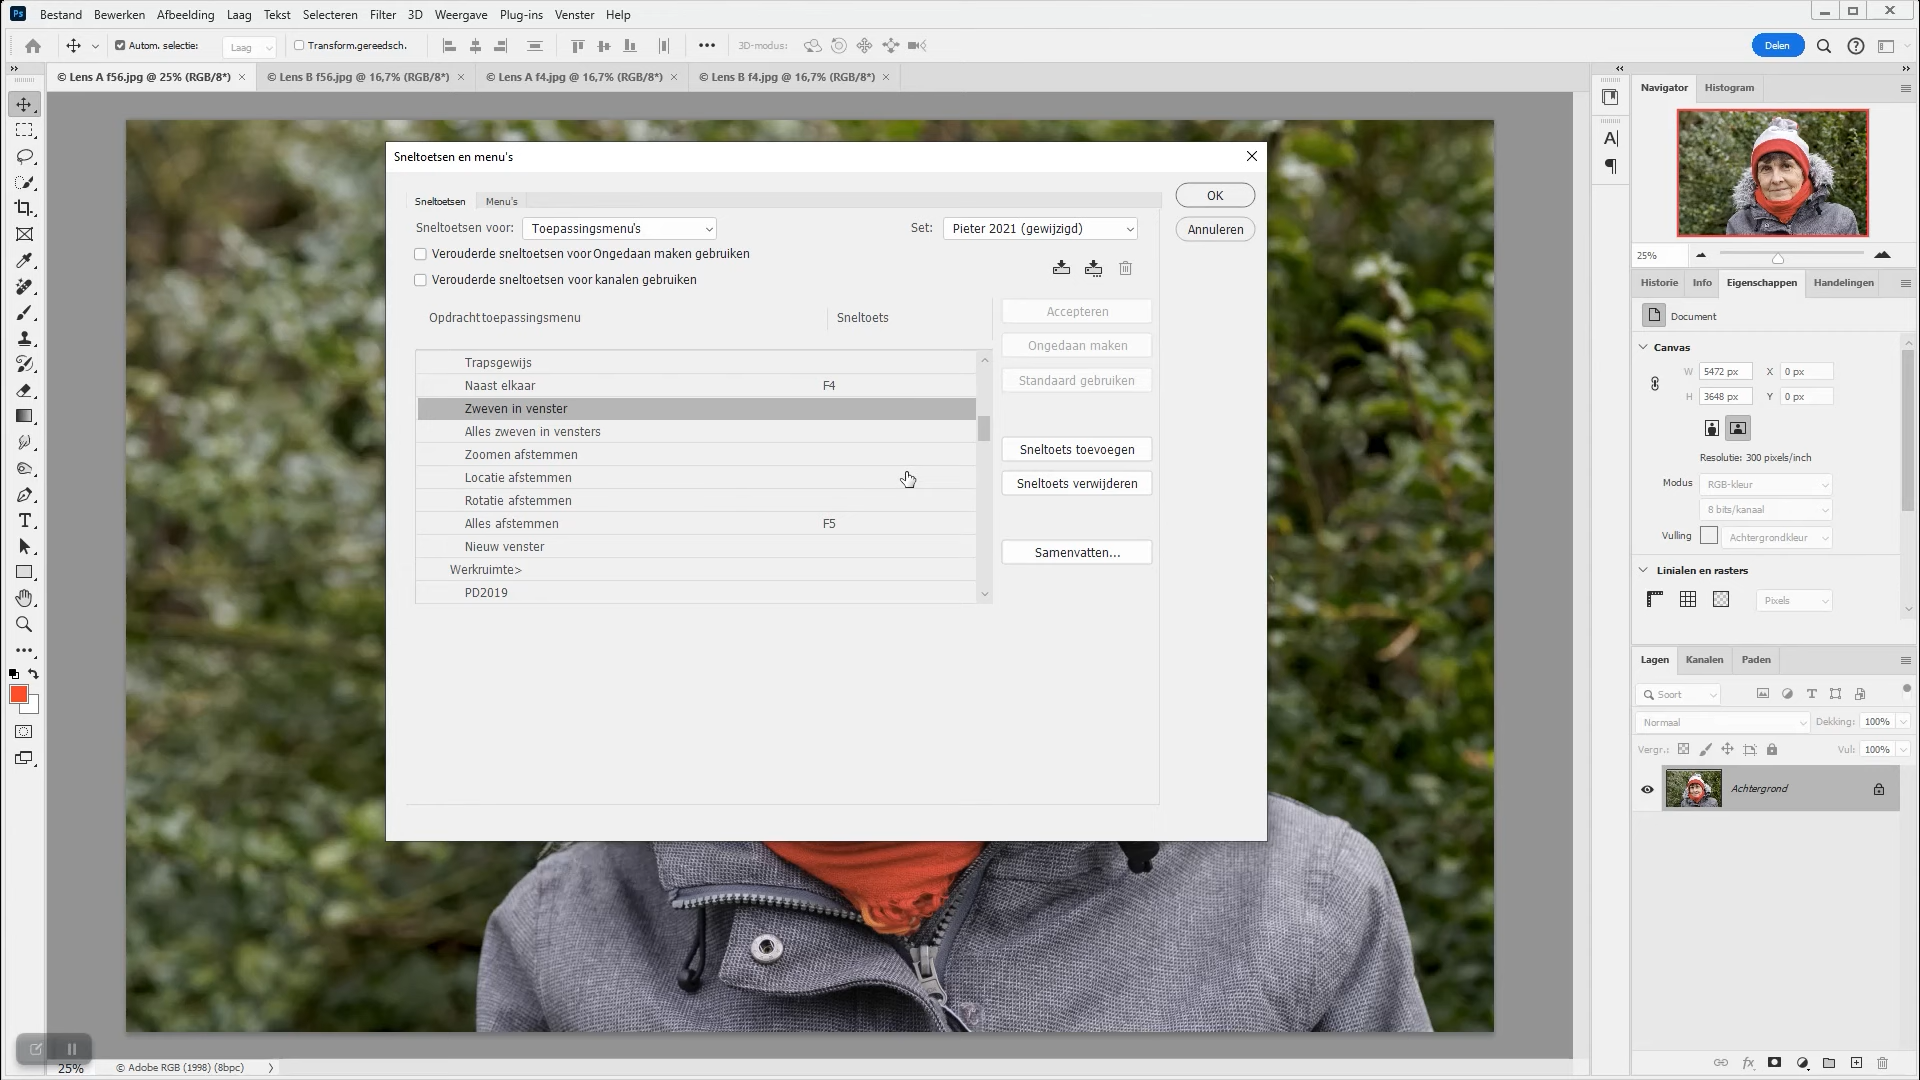 Ps Bestand Bewerken Afbeelding Laag Tekst Selecteren Filter 3D Weergave Plug-ins Venster Help
Autom. selectie: Laag Transform.gereedsch. 3D-modus: Delen
© Lens A f56.jpg @ 25% (RGB/8*) © Lens B f56.jpg @ 16,7% (RGB/8*) © Lens A f4.jpg @ 16,7% (RGB/8*) © Lens B f4.jpg @ 16,7% (RGB/8*)
Sneltoetsen en menu's
Sneltoetsen Menu's
OK
Sneltoetsen voor: Toepassingsmenu's Set: Pieter 2021 (gewijzigd)
Annuleren
Verouderde sneltoetsen voor Ongedaan maken gebruiken
Verouderde sneltoetsen voor kanalen gebruiken
Opdracht toepassingsmenu Sneltoets
Accepteren
Ongedaan maken
Standaard gebruiken
Sneltoets toevoegen
Sneltoets verwijderen
Samenvatten...
Trapsgewijs
Naast elkaar F4
Zweven in venster
Alles zweven in vensters
Zoomen afstemmen
Locatie afstemmen
Rotatie afstemmen
Alles afstemmen F5
Nieuw venster
Werkruimte>
PD2019
Navigator Histogram
25%
Historie Info Eigenschappen Handelingen
Document
Canvas
W 5472 px X 0 px
H 3648 px Y 0 px
Resolutie: 300 pixels/inch
Modus RGB-kleur
8 bits/kanaal
Vulling Achtergrondkleur
Linialen en rasters
Pixels
Lagen Kanalen Paden
Soort
Normaal Dekking: 100%
Vergr.: Vul: 100%
Achtergrond
25% © Adobe RGB (1998) (8bpc)